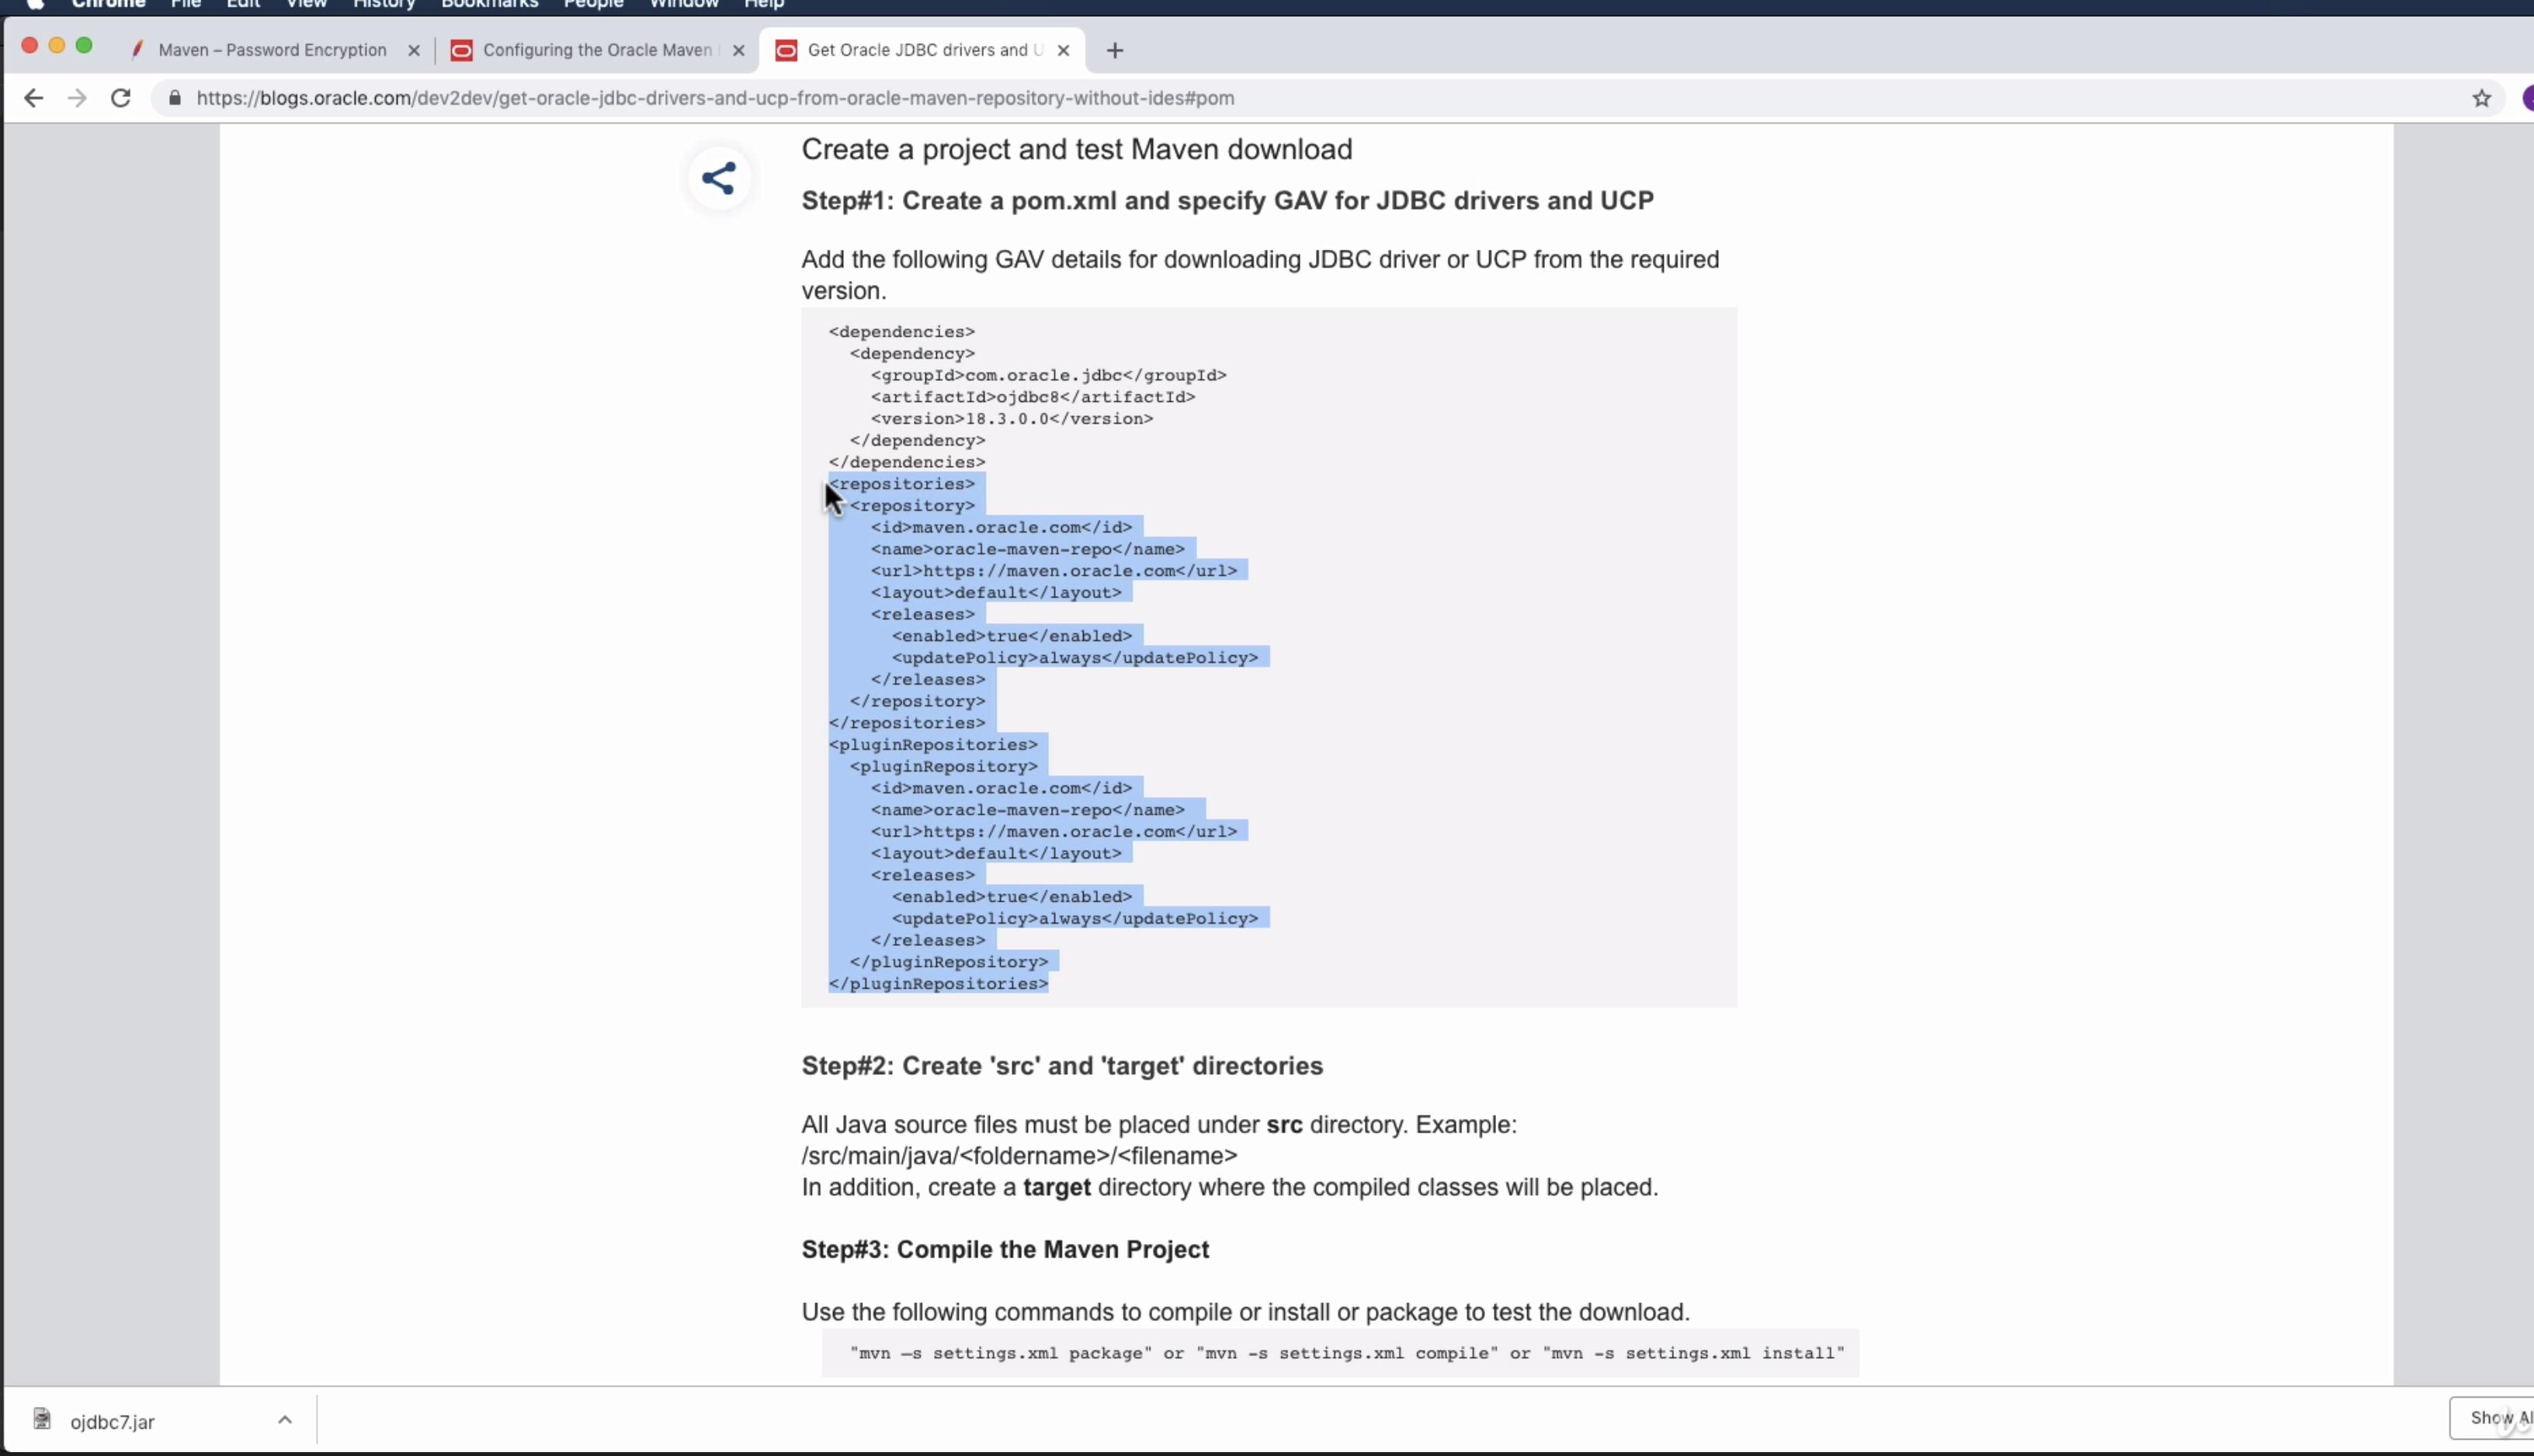 Chrome File Edit View History Bookmarks People Window Help
Maven – Password Encryption
Configuring the Oracle Maven
Get Oracle JDBC drivers and U
https://blogs.oracle.com/dev2dev/get-oracle-jdbc-drivers-and-ucp-from-oracle-maven-repository-without-ides#pom
Create a project and test Maven download
Step#1: Create a pom.xml and specify GAV for JDBC drivers and UCP
Add the following GAV details for downloading JDBC driver or UCP from the required
version.
<dependencies>
<dependency>
<groupId>com.oracle.jdbc</groupId>
<artifactId>ojdbc8</artifactId>
<version>18.3.0.0</version>
</dependency>
</dependencies>
<repositories>
<repository>
<id>maven.oracle.com</id>
<name>oracle-maven-repo</name>
<url>https://maven.oracle.com</url>
<layout>default</layout>
<releases>
<enabled>true</enabled>
<updatePolicy>always</updatePolicy>
</releases>
</repository>
</repositories>
<pluginRepositories>
<pluginRepository>
<id>maven.oracle.com</id>
<name>oracle-maven-repo</name>
<url>https://maven.oracle.com</url>
<layout>default</layout>
<releases>
<enabled>true</enabled>
<updatePolicy>always</updatePolicy>
</releases>
</pluginRepository>
</pluginRepositories>
Step#2: Create 'src' and 'target' directories
All Java source files must be placed under src directory. Example:
/src/main/java/<foldername>/<filename>
In addition, create a target directory where the compiled classes will be placed.
Step#3: Compile the Maven Project
Use the following commands to compile or install or package to test the download.
"mvn –s settings.xml package" or "mvn -s settings.xml compile" or "mvn -s settings.xml install"
ojdbc7.jar
Show Al